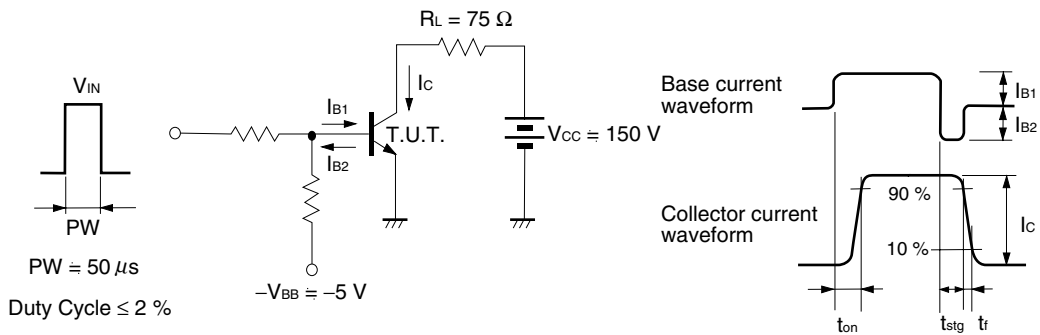 RL = 75 Ω
VIN
IC
IB1
T.U.T.
IB2
VCC ≒ 150 V
PW
PW ≒ 50 μs
Duty Cycle ≤ 2 %
−VBB ≒ −5 V
Base current
waveform
IB1
IB2
Collector current
waveform
90 %
10 %
IC
ton
tstg
tf